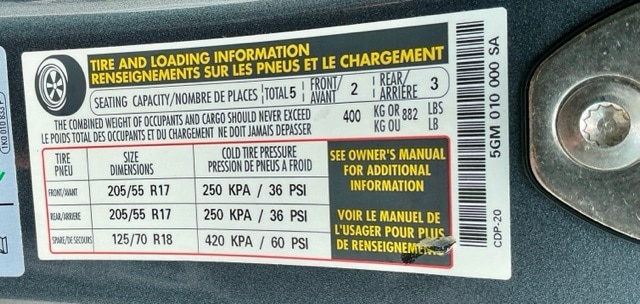 TIRE AND LOADING INFORMATION
RENSEIGNEMENTS SUR LES PNEUS ET LE CHARGEMENT
SEATING CAPACITY/NOMBRE DE PLACES TOTAL 5 FRONT/AVANT 2 REAR/ARRIÈRE 3
THE COMBINED WEIGHT OF OCCUPANTS AND CARGO SHOULD NEVER EXCEED 400 KG OR 882 LBS
LE POIDS TOTAL DES OCCUPANTS ET DU CHARGEMENT NE DOIT JAMAIS DEPASSER KG OU LB
TIRE SIZE COLD TIRE PRESSURE
PNEU DIMENSIONS PRESSION DE PNEUS A FROID
FRONT/AVANT 205/55 R17 250 KPA / 36 PSI
REAR/ARRIERE 205/55 R17 250 KPA / 36 PSI
SPARE/DE SECOURS 125/70 R18 420 KPA / 60 PSI
SEE OWNER'S MANUAL
FOR ADDITIONAL
INFORMATION
VOIR LE MANUEL DE
L'USAGER POUR PLUS
DE RENSEIGNEMENTS
5GM 010 000 SA
CDP-20
1K0 010 833 F